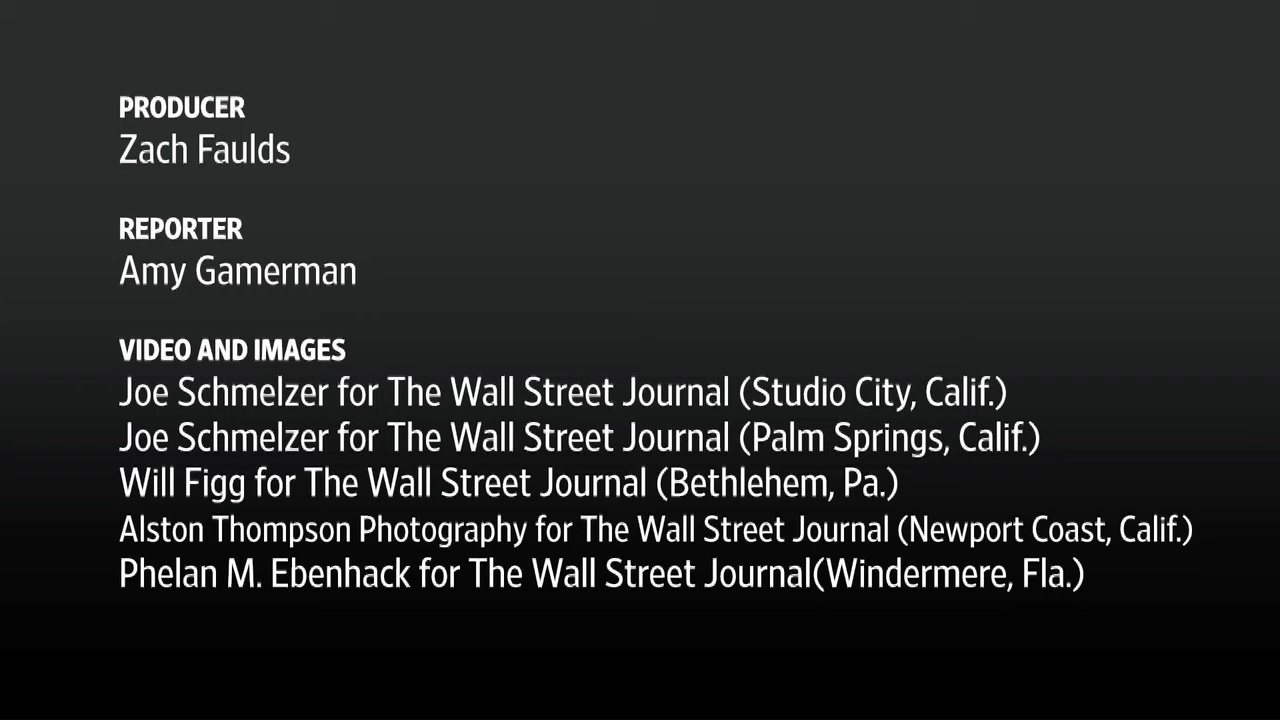 PRODUCER
Zach Faulds
REPORTER
Amy Gamerman
VIDEO AND IMAGES
Joe Schmelzer for The Wall Street Journal (Studio City, Calif.)
Joe Schmelzer for The Wall Street Journal (Palm Springs, Calif.)
Will Figg for The Wall Street Journal (Bethlehem, Pa.)
Alston Thompson Photography for The Wall Street Journal (Newport Coast, Calif.)
Phelan M. Ebenhack for The Wall Street Journal(Windermere, Fla.)